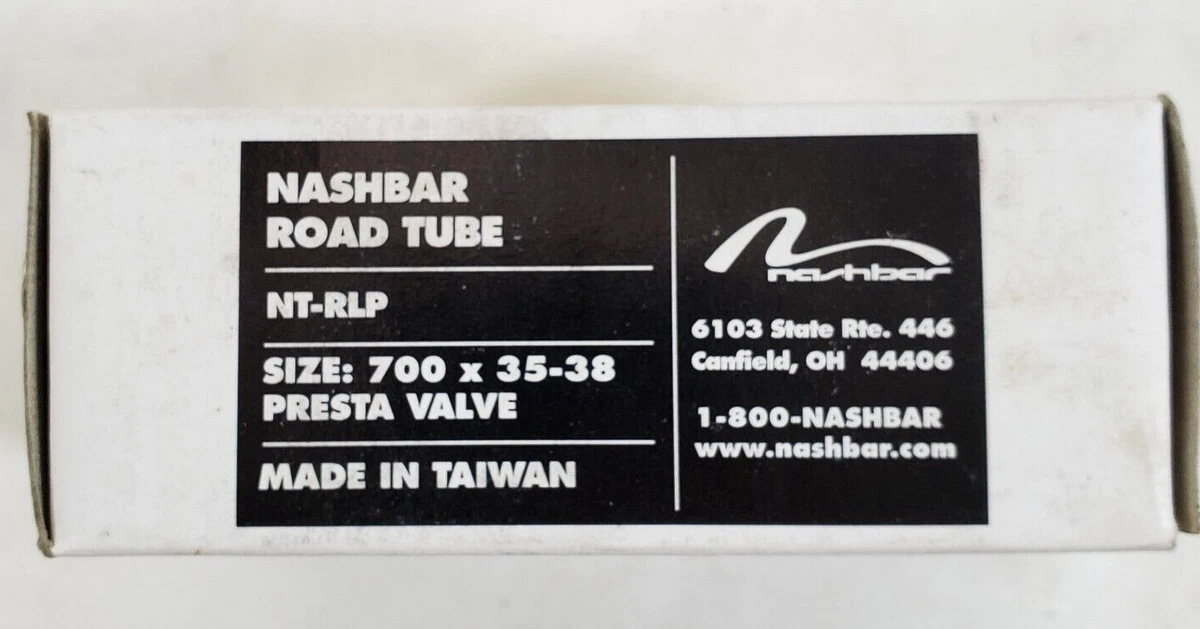 NASHBAR
ROAD TUBE
NT-RLP
SIZE: 700 x 35-38
PRESTA VALVE
MADE IN TAIWAN
nashbar
6103 State Rte. 446
Canfield, OH 44406
1-800-NASHBAR
www.nashbar.com